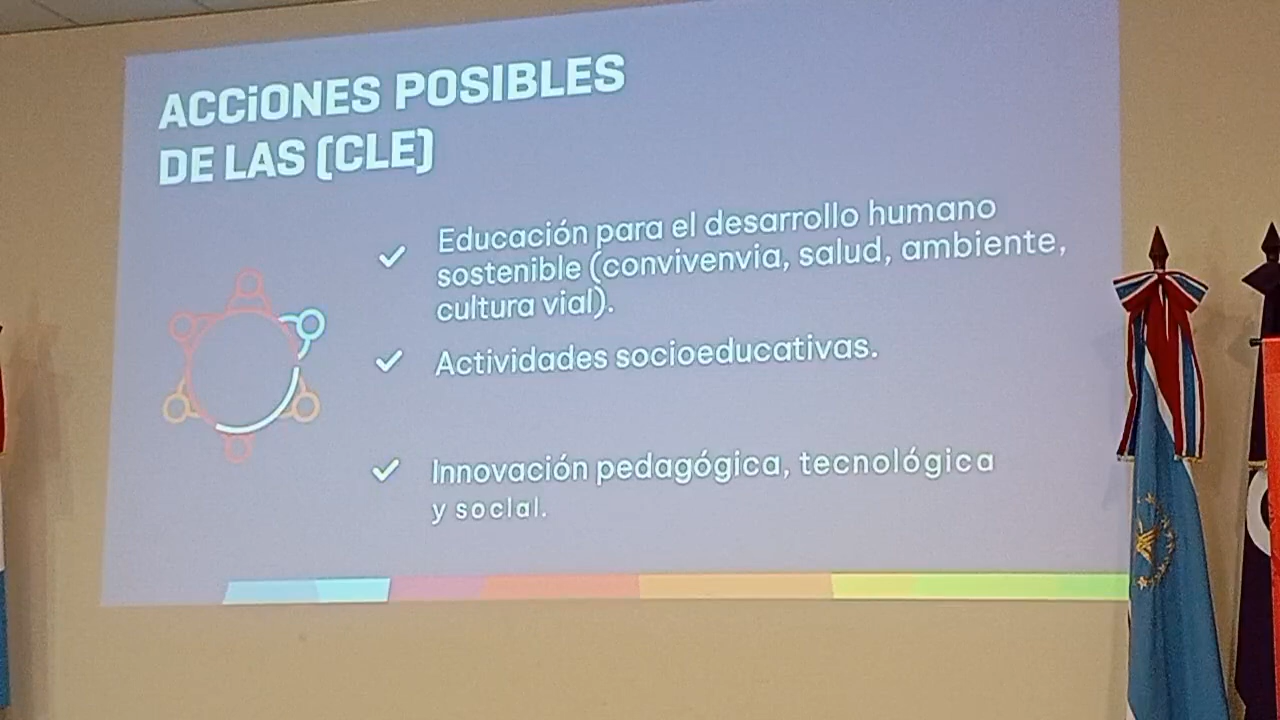 ACCiONES POSIBLES
DE LAS (CLE)
Educación para el desarrollo humano
sostenible (convivenvia, salud, ambiente,
cultura vial).
Actividades socioeducativas.
Innovación pedagógica, tecnológica
y social.